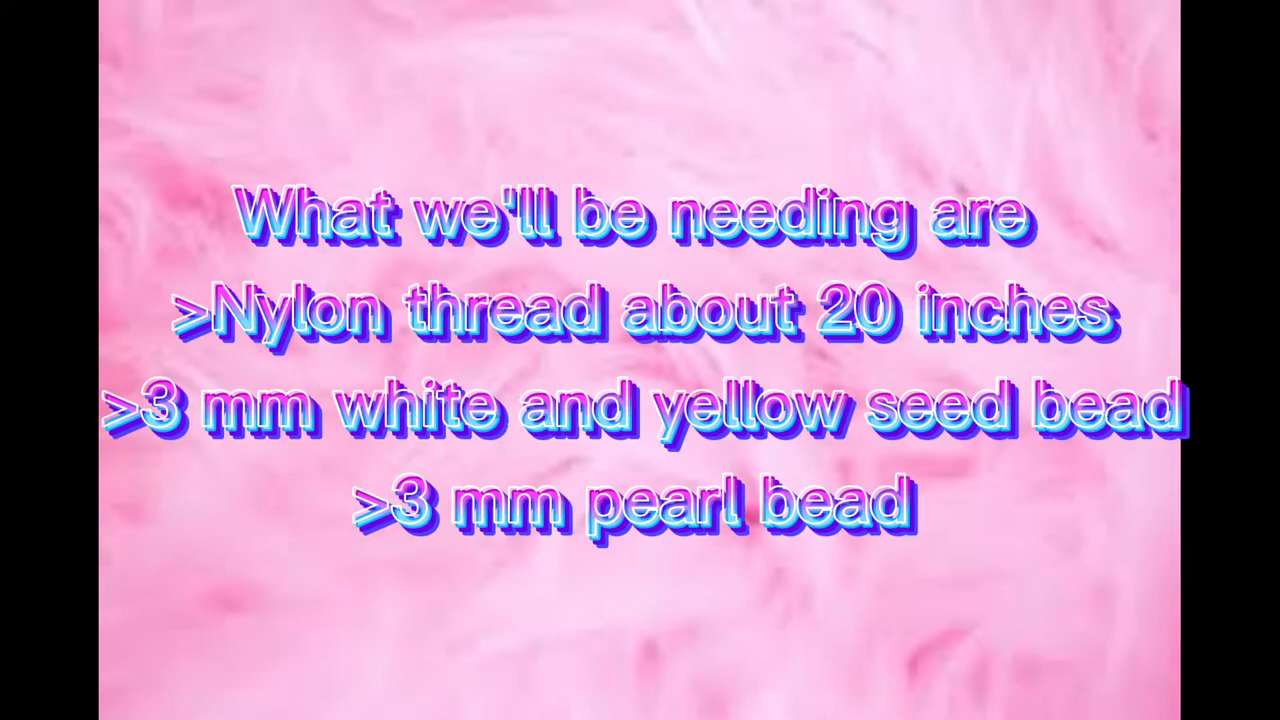 What we'll be needing are
>Nylon thread about 20 inches
>3 mm white and yellow seed bead
>3 mm pearl bead